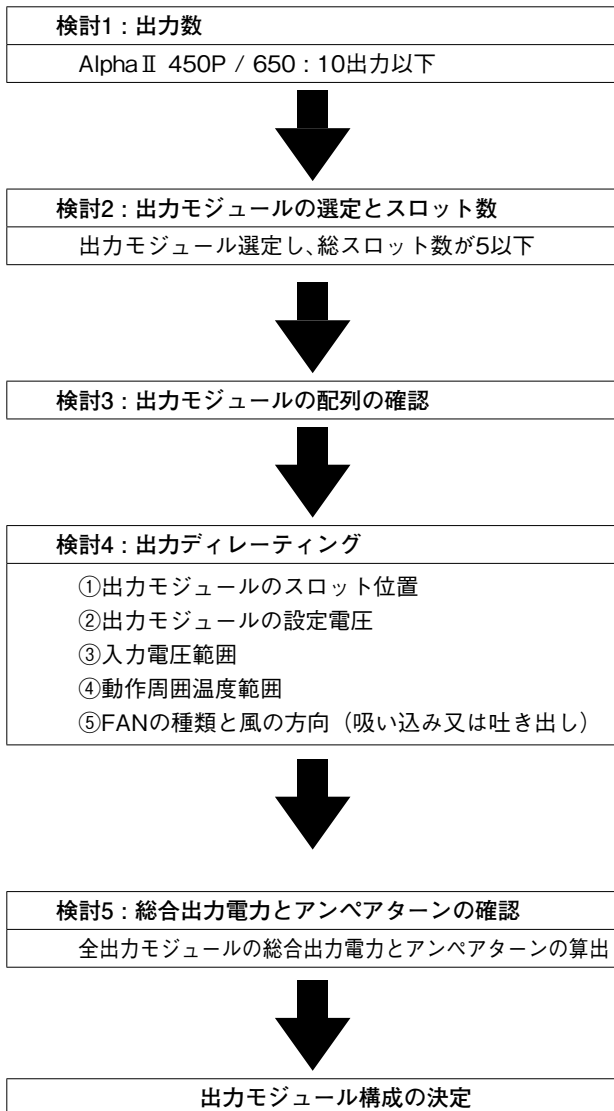 検討1：出力数
AlphaⅡ 450P / 650：10出力以下
検討2：出力モジュールの選定とスロット数
出力モジュール選定し、総スロット数が5以下
検討3：出力モジュールの配列の確認
検討4：出力ディレーティング
①出力モジュールのスロット位置
②出力モジュールの設定電圧
③入力電圧範囲
④動作周囲温度範囲
⑤FANの種類と風の方向（吸い込み又は吐き出し）
検討5：総合出力電力とアンペアターンの確認
全出力モジュールの総合出力電力とアンペアターンの算出
出力モジュール構成の決定